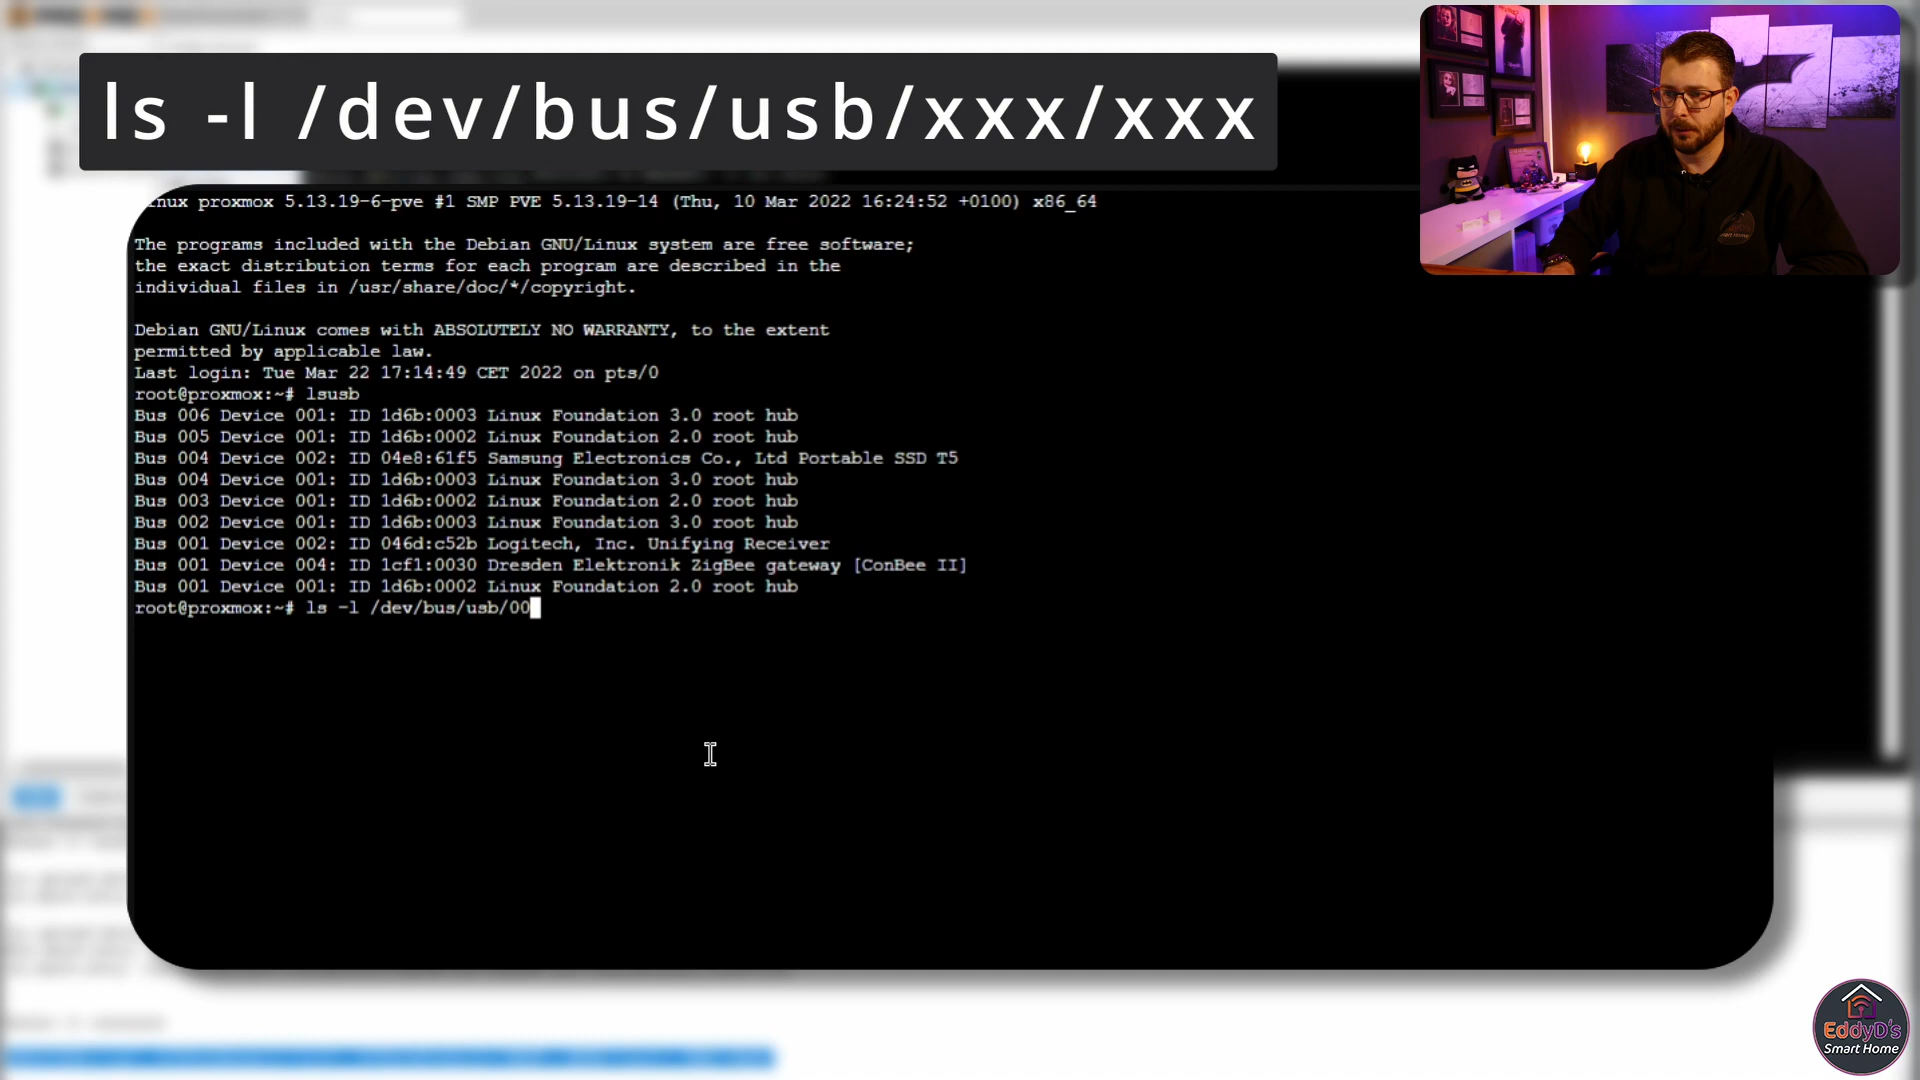 ls -l /dev/bus/usb/xxx/xxx
inux proxmox 5.13.19-6-pve #1 SMP PVE 5.13.19-14 (Thu, 10 Mar 2022 16:24:52 +0100) x86_64
The programs included with the Debian GNU/Linux system are free software;
the exact distribution terms for each program are described in the
individual files in /usr/share/doc/*/copyright.
Debian GNU/Linux comes with ABSOLUTELY NO WARRANTY, to the extent
permitted by applicable law.
Last login: Tue Mar 22 17:14:49 CET 2022 on pts/0
root@proxmox:~# lsusb
Bus 006 Device 001: ID 1d6b:0003 Linux Foundation 3.0 root hub
Bus 005 Device 001: ID 1d6b:0002 Linux Foundation 2.0 root hub
Bus 004 Device 002: ID 04e8:61f5 Samsung Electronics Co., Ltd Portable SSD T5
Bus 004 Device 001: ID 1d6b:0003 Linux Foundation 3.0 root hub
Bus 003 Device 001: ID 1d6b:0002 Linux Foundation 2.0 root hub
Bus 002 Device 001: ID 1d6b:0003 Linux Foundation 3.0 root hub
Bus 001 Device 002: ID 046d:c52b Logitech, Inc. Unifying Receiver
Bus 001 Device 004: ID 1cf1:0030 Dresden Elektronik ZigBee gateway [ConBee II]
Bus 001 Device 001: ID 1d6b:0002 Linux Foundation 2.0 root hub
root@proxmox:~# ls -l /dev/bus/usb/00
EddyD's
Smart Home